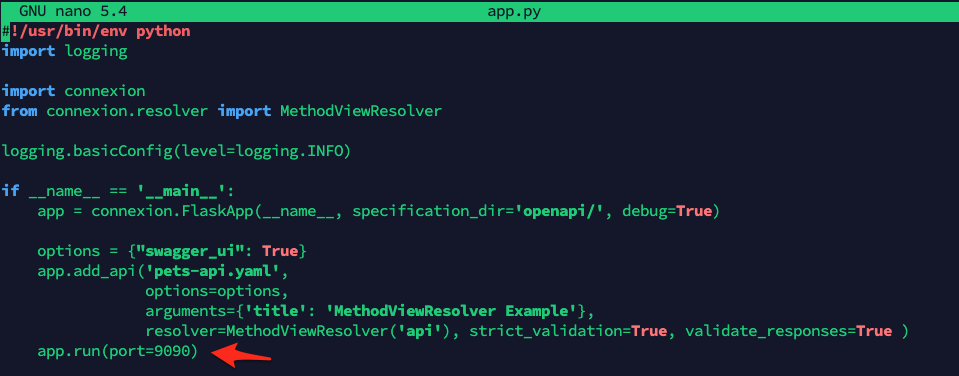 GNU nano 5.4 app.py
#!/usr/bin/env python
import logging
import connexion
from connexion.resolver import MethodViewResolver
logging.basicConfig(level=logging.INFO)
if __name__ == '__main__':
    app = connexion.FlaskApp(__name__, specification_dir='openapi/', debug=True)
    options = {"swagger_ui": True}
    app.add_api('pets-api.yaml',
                options=options,
                arguments={'title': 'MethodViewResolver Example'},
                resolver=MethodViewResolver('api'), strict_validation=True, validate_responses=True )
    app.run(port=9090)